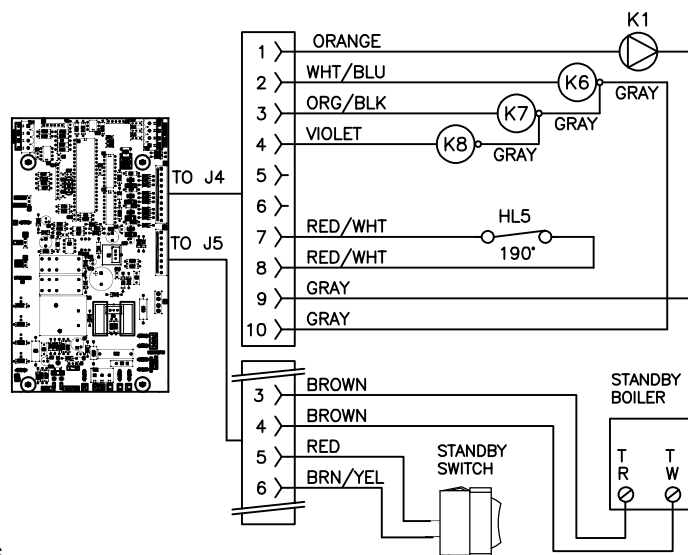 K1
1 ORANGE
2 WHT/BLU K6 GRAY
3 ORG/BLK K7 GRAY
4 VIOLET K8 GRAY
TO J4
5
6
7 RED/WHT HL5
190°
8 RED/WHT
TO J5
9 GRAY
10 GRAY
3 BROWN
4 BROWN
5 RED
6 BRN/YEL
STANDBY
SWITCH
STANDBY
BOILER
T T
R W